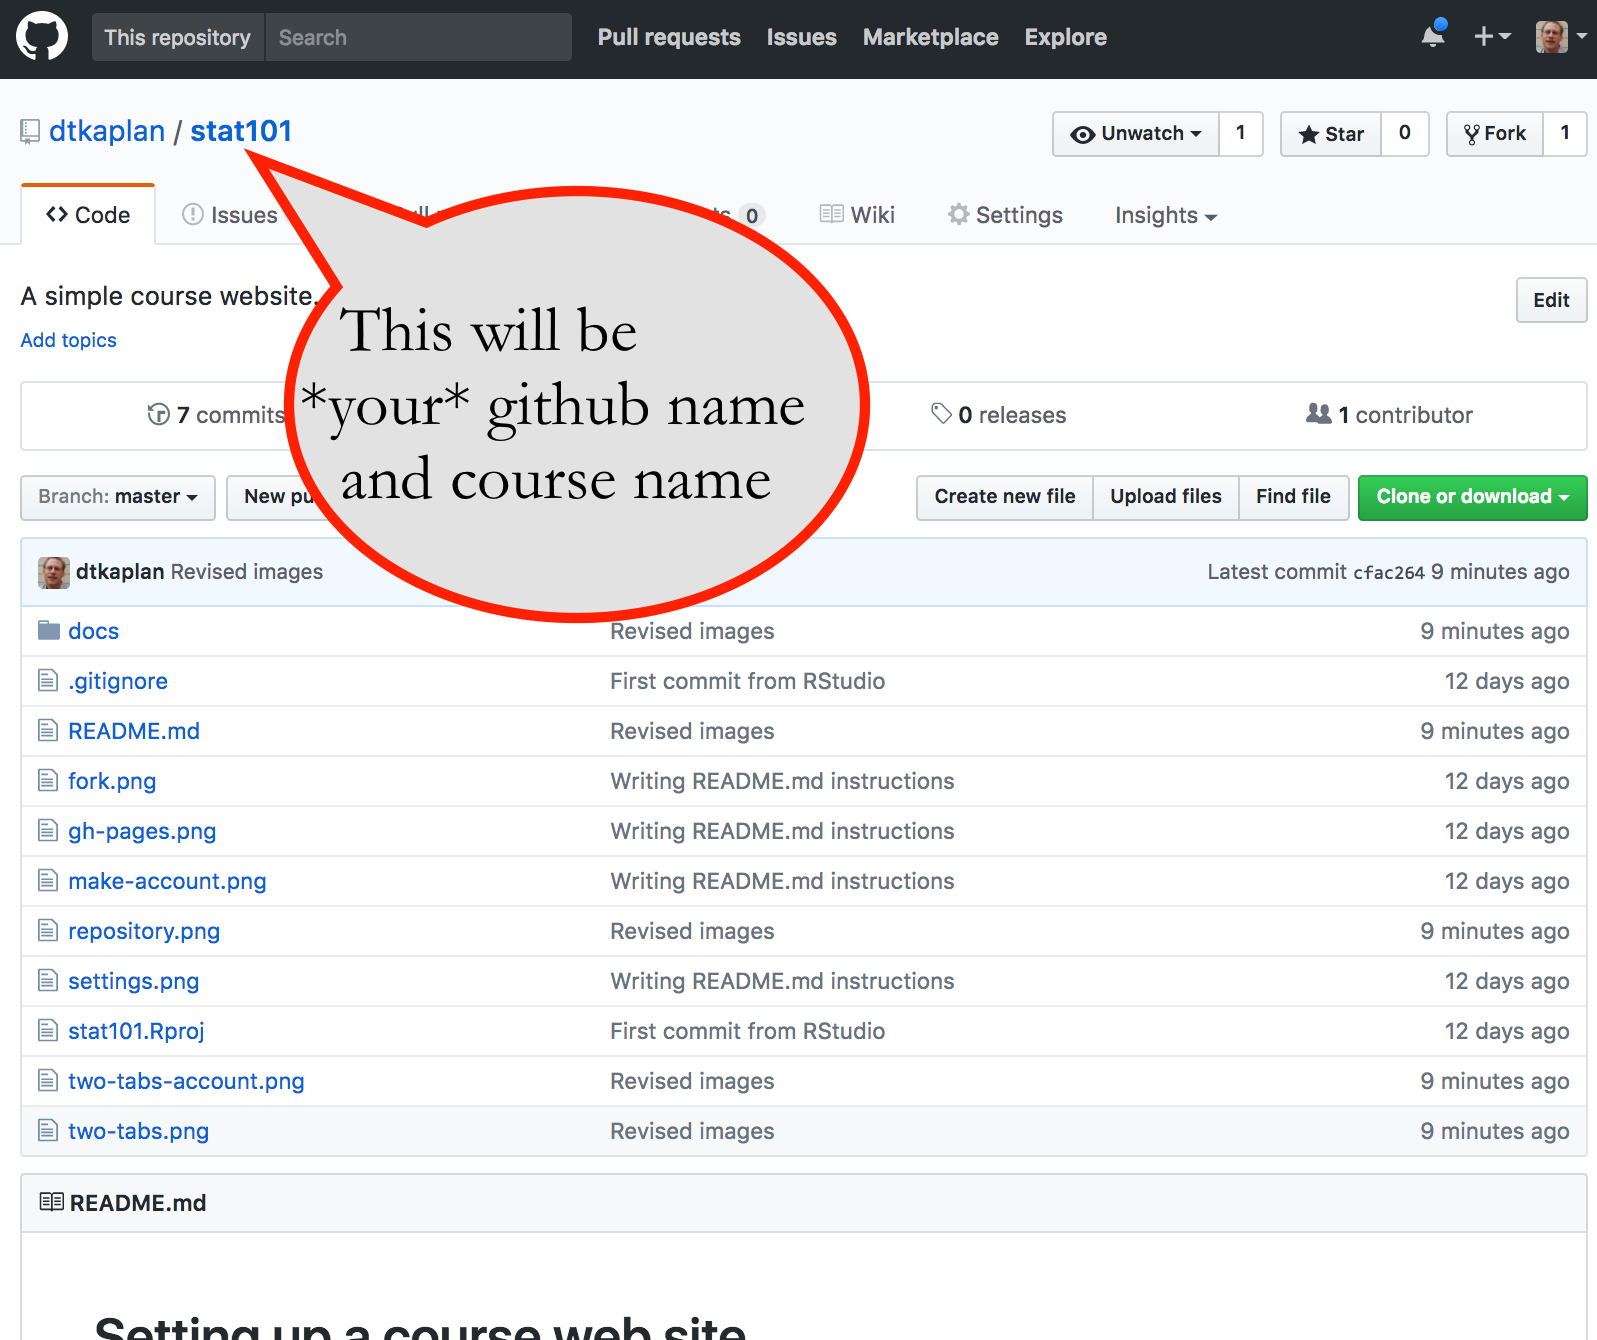 This repository Search Pull requests Issues Marketplace Explore
dtkaplan / stat101 Unwatch 1 Star 0 Fork 1
<> Code Issues 0 Wiki Settings Insights
A simple course website. Edit
Add topics
This will be
*your* github name
and course name
7 commits 0 releases 1 contributor
Branch: master New Create new file Upload files Find file Clone or download
dtkaplan Revised images Latest commit cfac264 9 minutes ago
docs Revised images 9 minutes ago
.gitignore First commit from RStudio 12 days ago
README.md Revised images 9 minutes ago
fork.png Writing README.md instructions 12 days ago
gh-pages.png Writing README.md instructions 12 days ago
make-account.png Writing README.md instructions 12 days ago
repository.png Revised images 9 minutes ago
settings.png Writing README.md instructions 12 days ago
stat101.Rproj First commit from RStudio 12 days ago
two-tabs-account.png Revised images 9 minutes ago
two-tabs.png Revised images 9 minutes ago
README.md
Setting up a course web site